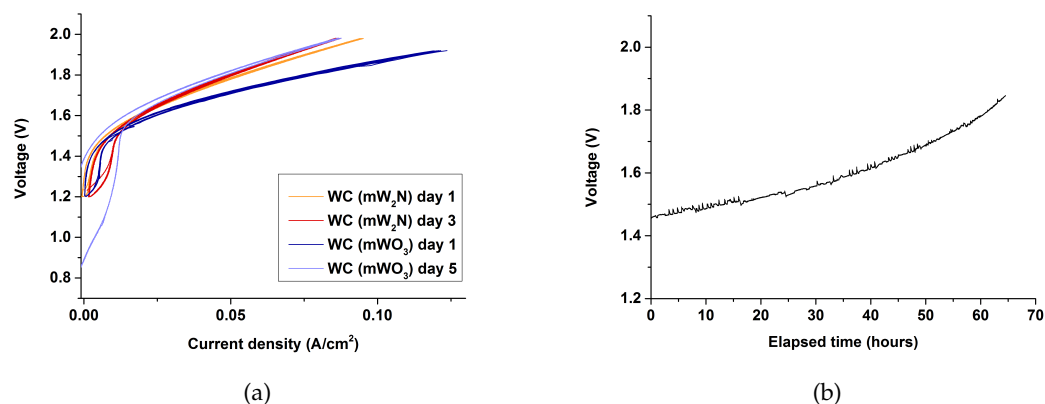 2.0
1.8
1.6
1.4
1.2
1.0
0.8
Voltage (V)
0.00
0.05
0.10
Current density (A/cm²)
WC (mW₂N) day 1
WC (mW₂N) day 3
WC (mWO₃) day 1
WC (mWO₃) day 5
(a)
2.0
1.8
1.6
1.4
1.2
Voltage (V)
0 10 20 30 40 50 60 70
Elapsed time (hours)
(b)